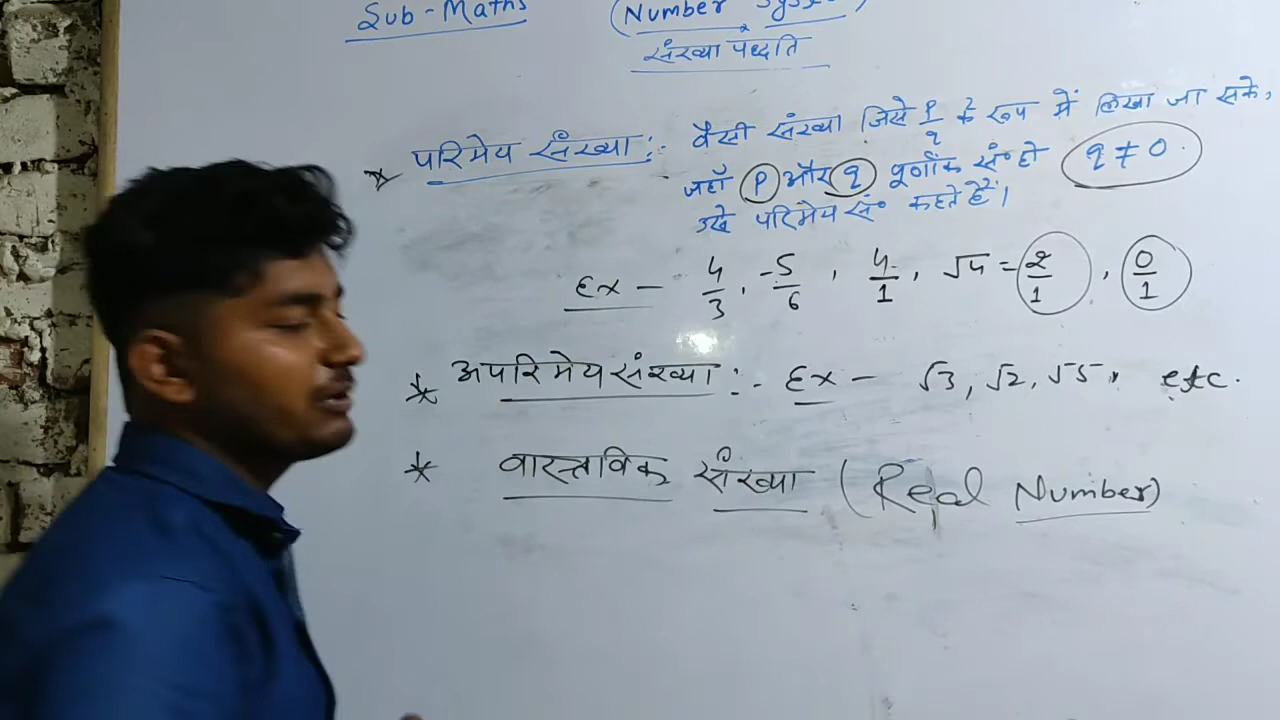 Sub-Maths (Number System)
संख्या पद्धति
* परिमेय संख्या :- वैसी संख्या जिसे p/q के रूप में लिखा जा सके,
जहाँ p और q पूर्णांक सं० हो q ≠ 0.
उसे परिमेय सं० कहते हैं।
Ex - 4/3, -5/6, 4/1, √4 = 2/1, 0/1
* अपरिमेय संख्या :- Ex - √3, √2, √5, etc.
* वास्तविक संख्या (Real Number)